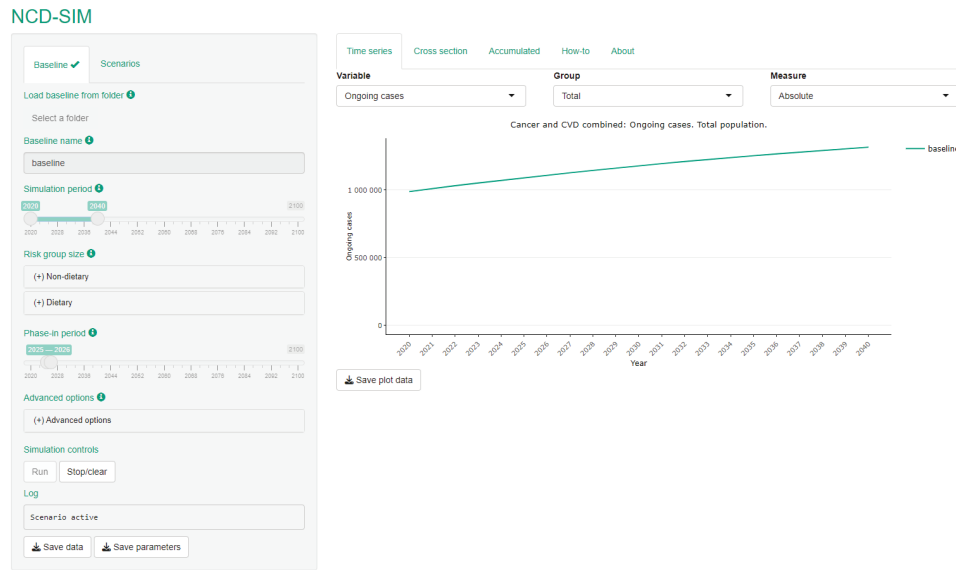 NCD-SIM
Baseline
Scenarios
Load baseline from folder
Select a folder
Baseline name
baseline
Simulation period
2020 2040 2100
2020 2028 2036 2044 2052 2060 2068 2076 2084 2092 2100
Risk group size
(+) Non-dietary
(+) Dietary
Phase-in period
2025 — 2026 2100
2020 2028 2036 2044 2052 2060 2068 2076 2084 2092 2100
Advanced options
(+) Advanced options
Simulation controls
Run Stop/clear
Log
Scenario active
Save data Save parameters
Time series Cross section Accumulated How-to About
Variable Group Measure
Ongoing cases Total Absolute
Cancer and CVD combined: Ongoing cases. Total population.
baseline
1 000 000
500 000
0
Ongoing cases
2020 2021 2022 2023 2024 2025 2026 2027 2028 2029 2030 2031 2032 2033 2034 2035 2036 2037 2038 2039 2040
Year
Save plot data